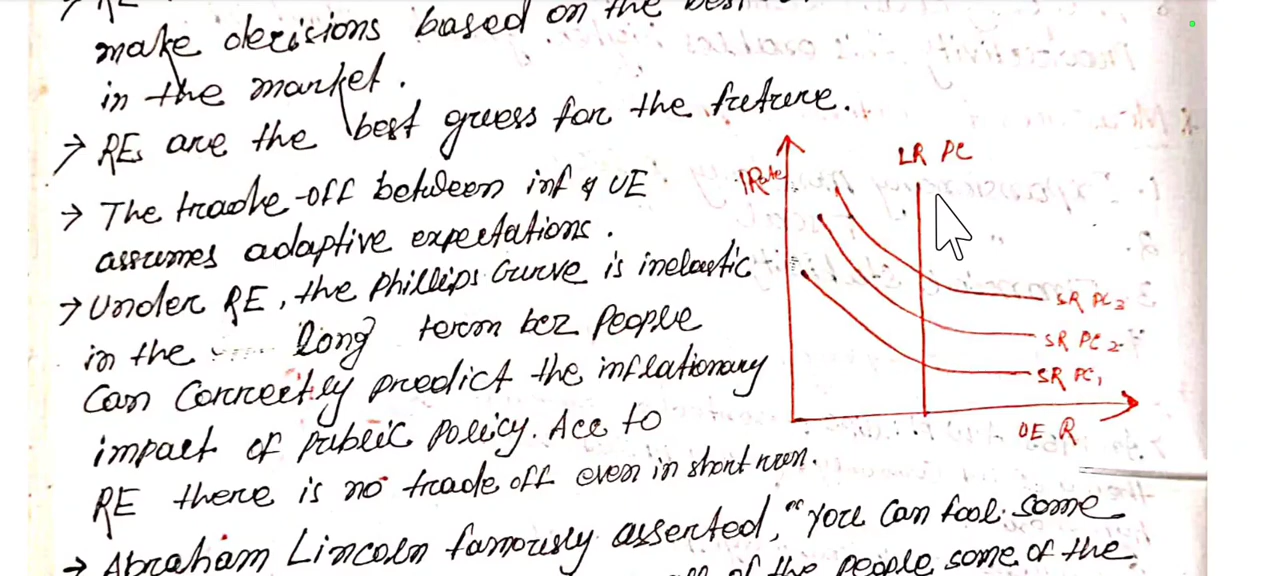 make decisions based on the best
in the market.
→ REs are the best guess for the future.
→ The trade-off between inf & UE
assumes adaptive expectations.
→ Under RE, the Phillips Curve is inelastic
in the long term bcz People
Can Correctly predict the inflationary
impact of public policy. Acc to
RE there is no trade off even in short run.
→ Abraham Lincoln famously asserted, "You can fool some
of the people some of the
IRate
LR PC
SR PC3
SR PC2
SR PC1
UE R